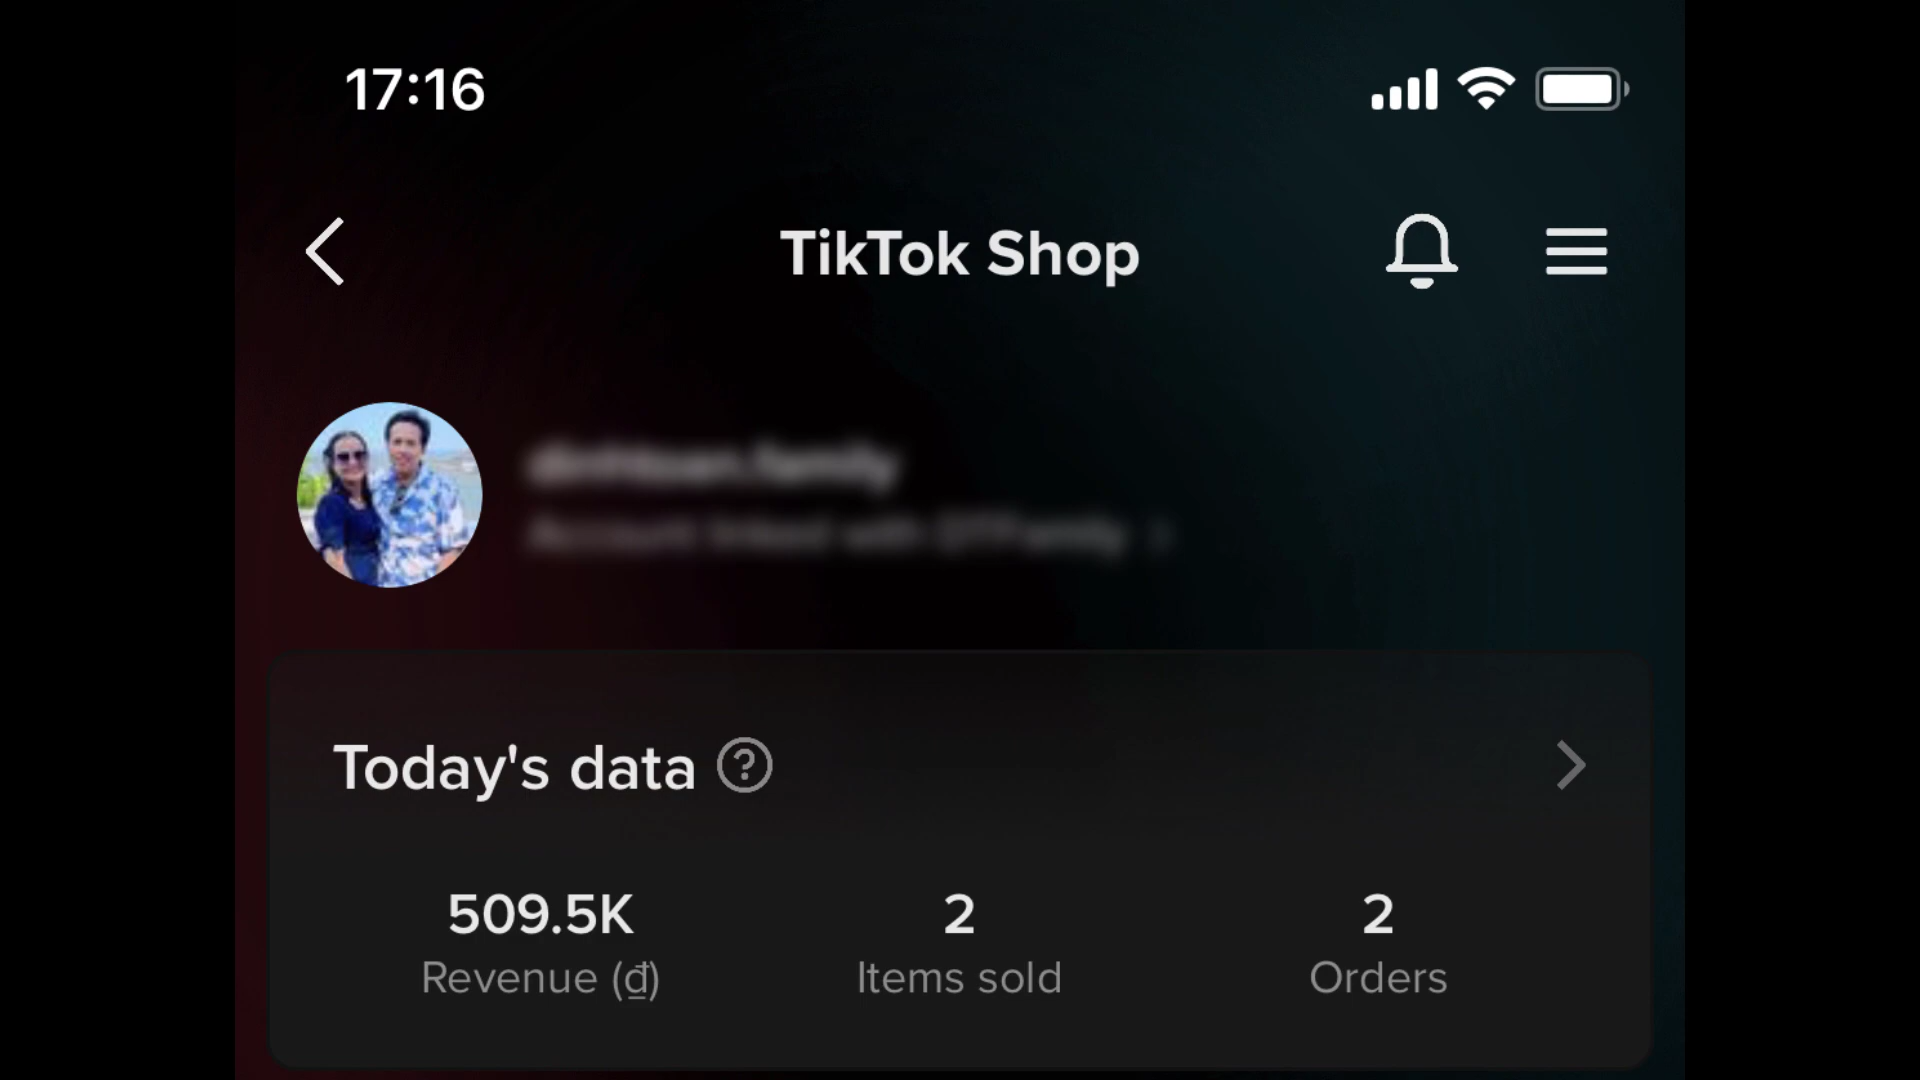 17:16
TikTok Shop
Today's data
509.5K
Revenue (₫)
2
Items sold
2
Orders